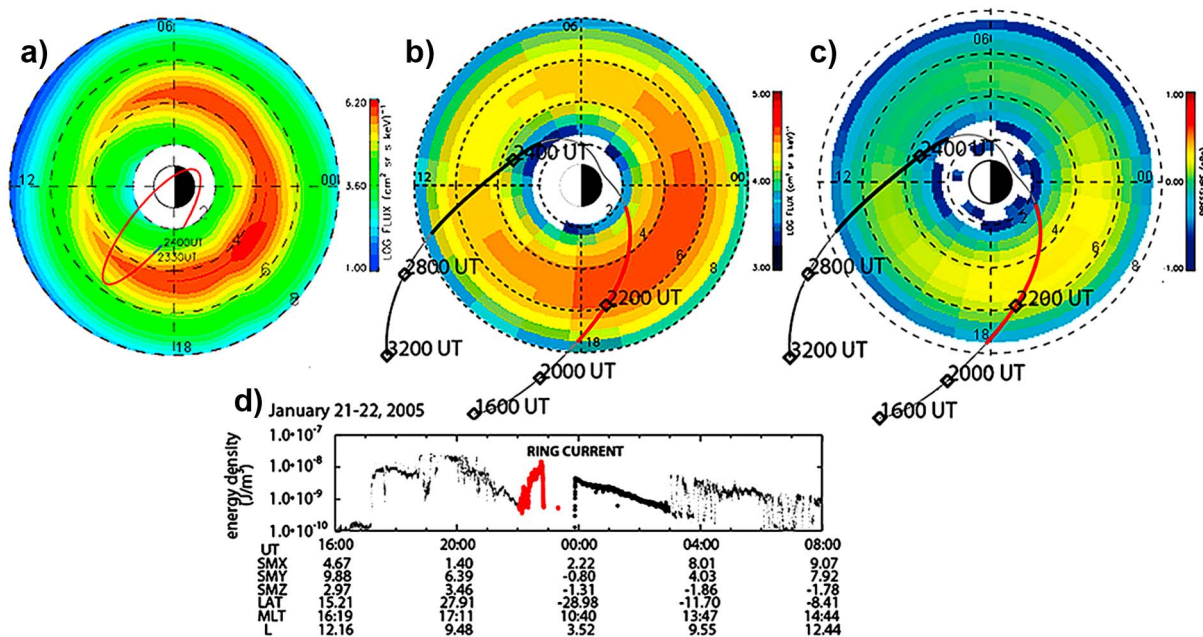 a)
06
12
00
18
2
4
6
8
2400UT
2330UT
6.20
3.60
1.00
LOG FLUX (cm² sr s keV)⁻¹
b)
06
12
00
18
2
4
6
8
2400 UT
2800 UT
3200 UT
2200 UT
2000 UT
1600 UT
5.00
4.00
3.00
LOG FLUX (cm² sr s keV)⁻¹
c)
06
12
00
18
2
4
6
8
2400 UT
2800 UT
3200 UT
2200 UT
2000 UT
1600 UT
1.00
0.00
-1.00
d) January 21-22, 2005
RING CURRENT
energy density
(J/m³)
1.0•10⁻⁷
1.0•10⁻⁸
1.0•10⁻⁹
1.0•10⁻¹⁰
UT 16:00 20:00 00:00 04:00 08:00
SMX 4.67 1.40 2.22 8.01 9.07
SMY 9.88 6.39 -0.80 4.03 7.92
SMZ 2.97 3.46 -1.31 -1.86 -1.78
LAT 15.21 27.91 -28.98 -11.70 -8.41
MLT 16:19 17:11 10:40 13:47 14:44
L 12.16 9.48 3.52 9.55 12.44